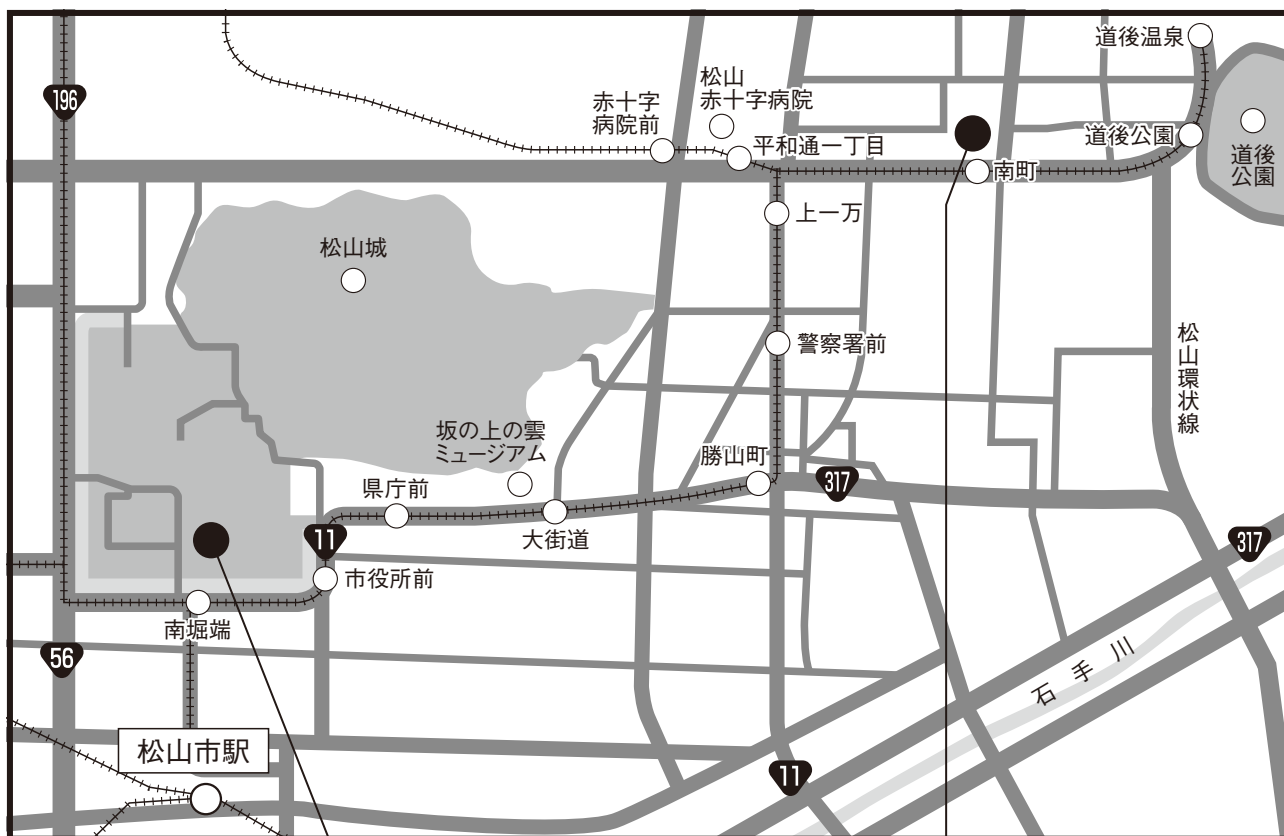 道後温泉
196
松山
赤十字病院
赤十字
病院前
平和通一丁目
道後公園
道後
公園
南町
上一万
松山城
警察署前
松山環状線
坂の上の雲
ミュージアム
勝山町
317
県庁前
大街道
11
市役所前
317
南堀端
56
石手川
松山市駅
11